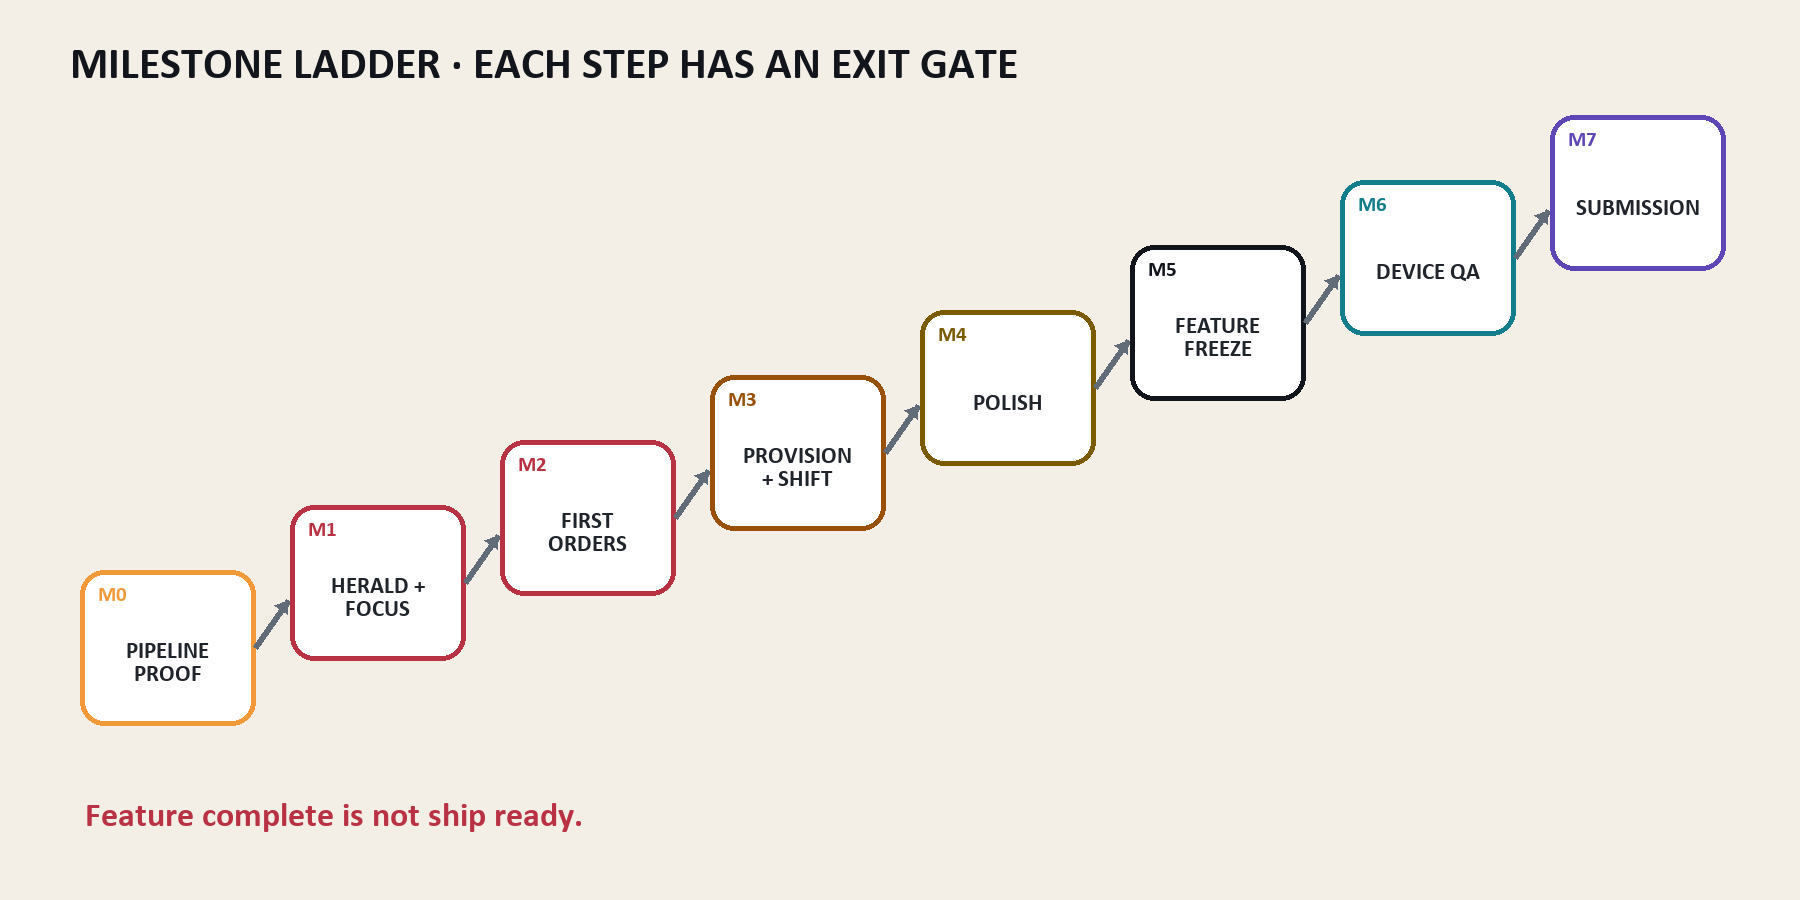 MILESTONE LADDER · EACH STEP HAS AN EXIT GATE
M0
PIPELINE
PROOF
M1
HERALD +
FOCUS
M2
FIRST
ORDERS
M3
PROVISION
+ SHIFT
M4
POLISH
M5
FEATURE
FREEZE
M6
DEVICE QA
M7
SUBMISSION
Feature complete is not ship ready.